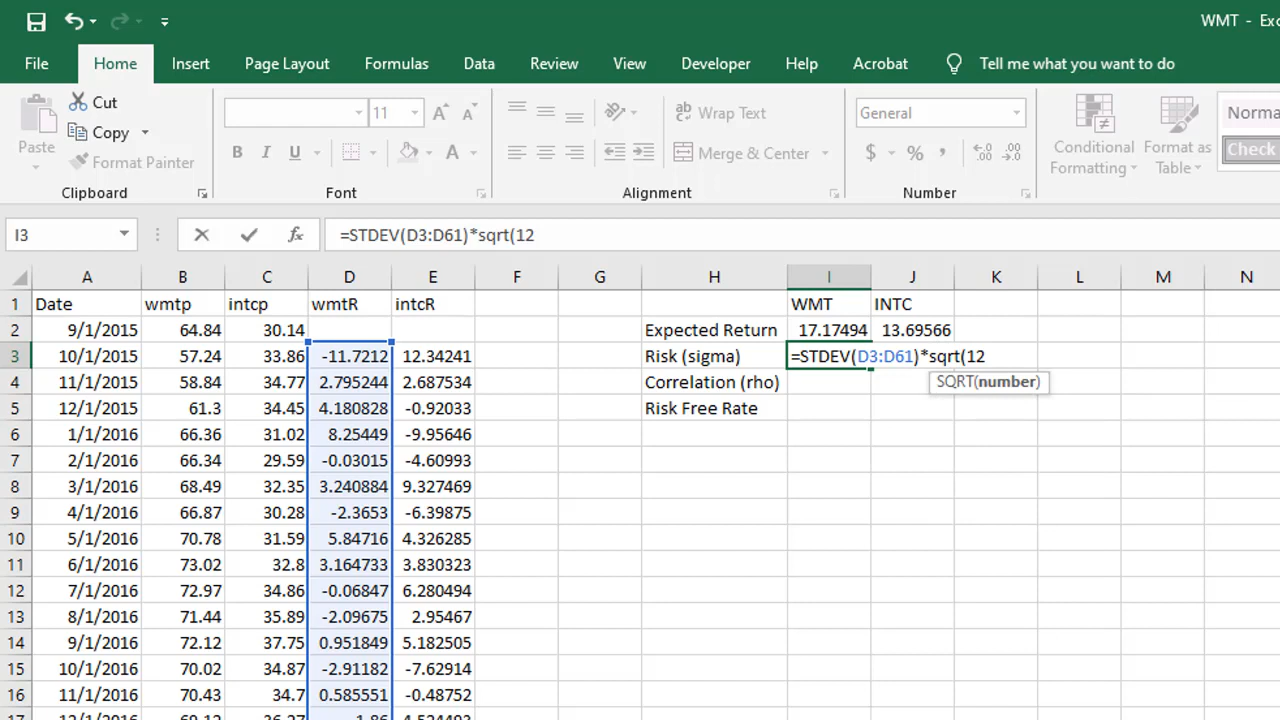 WMT - Exc
File Home Insert Page Layout Formulas Data Review View Developer Help Acrobat Tell me what you want to do
Paste Cut Copy Format Painter
11
Wrap Text
Merge & Center
General
Conditional Formatting
Format as Table
Norma
Check
Clipboard Font Alignment Number
I3 fx =STDEV(D3:D61)*sqrt(12
A B C D E F G H I J K L M N
1 Date wmtp intcp wmtR intcR WMT INTC
2 9/1/2015 64.84 30.14 Expected Return 17.17494 13.69566
3 10/1/2015 57.24 33.86 -11.7212 12.34241 Risk (sigma) =STDEV(D3:D61)*sqrt(12
SQRT(number)
4 11/1/2015 58.84 34.77 2.795244 2.687534 Correlation (rho)
5 12/1/2015 61.3 34.45 4.180828 -0.92033 Risk Free Rate
6 1/1/2016 66.36 31.02 8.25449 -9.95646
7 2/1/2016 66.34 29.59 -0.03015 -4.60993
8 3/1/2016 68.49 32.35 3.240884 9.327469
9 4/1/2016 66.87 30.28 -2.3653 -6.39875
10 5/1/2016 70.78 31.59 5.84716 4.326285
11 6/1/2016 73.02 32.8 3.164733 3.830323
12 7/1/2016 72.97 34.86 -0.06847 6.280494
13 8/1/2016 71.44 35.89 -2.09675 2.95467
14 9/1/2016 72.12 37.75 0.951849 5.182505
15 10/1/2016 70.02 34.87 -2.91182 -7.62914
16 11/1/2016 70.43 34.7 0.585551 -0.48752